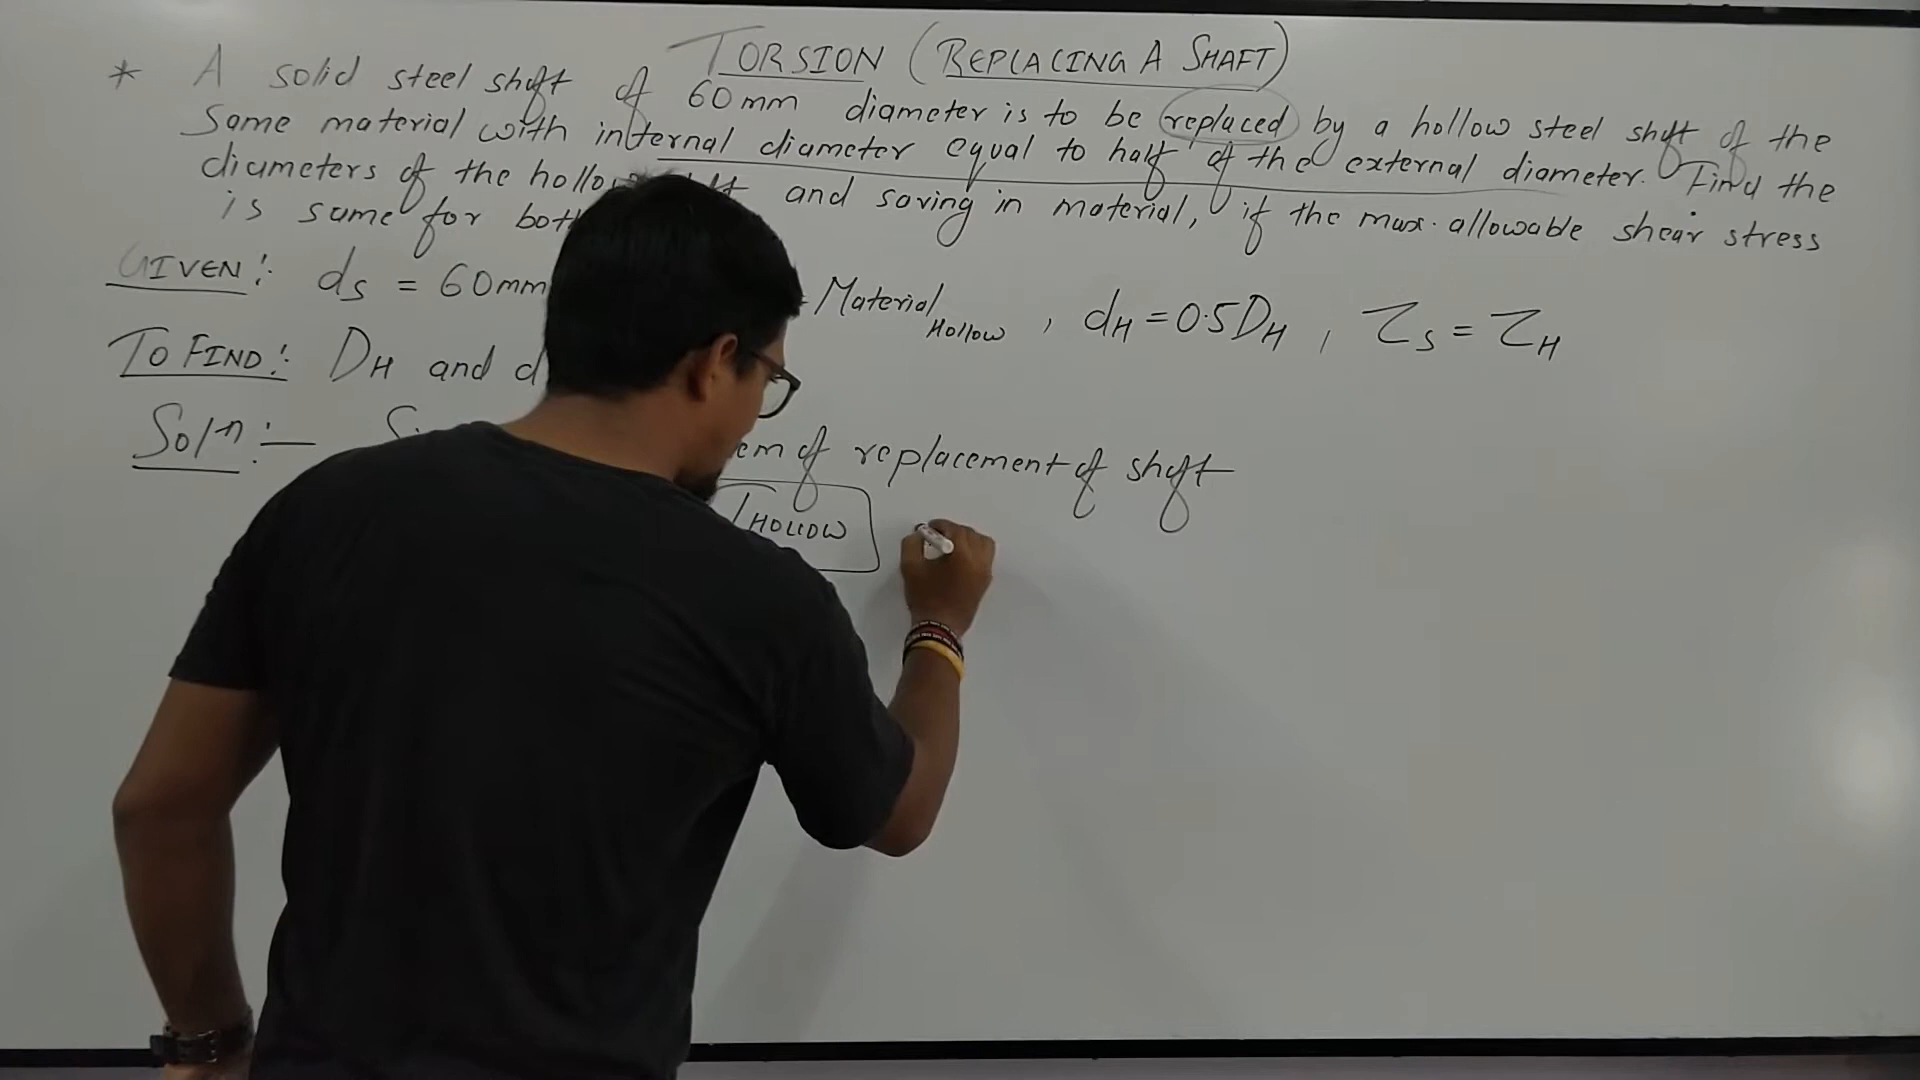 TORSION (REPLACING A SHAFT)
* A solid steel shaft of 60mm diameter is to be replaced by a hollow steel shaft of the
Same material with internal diameter equal to half of the external diameter. Find the
diameters of the hollow and saving in material, if the max. allowable shear stress
is same for both
GIVEN: dS = 60mm Material Hollow , dH = 0.5DH , τS = τH
TO FIND: DH and d
Soln:- of replacement of shaft
THOLLOW